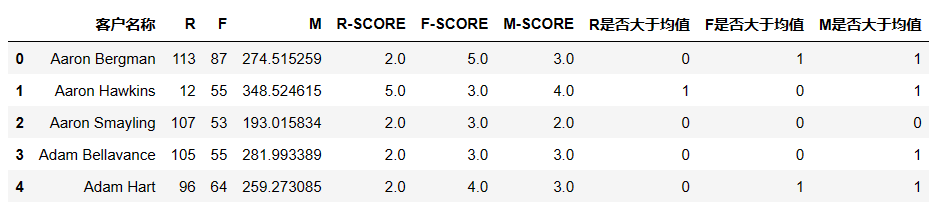 客户名称 R F M R-SCORE F-SCORE M-SCORE R是否大于均值 F是否大于均值 M是否大于均值
0 Aaron Bergman 113 87 274.515259 2.0 5.0 3.0 0 1 1
1 Aaron Hawkins 12 55 348.524615 5.0 3.0 4.0 1 0 1
2 Aaron Smayling 107 53 193.015834 2.0 3.0 2.0 0 0 0
3 Adam Bellavance 105 55 281.993389 2.0 3.0 3.0 0 0 1
4 Adam Hart 96 64 259.273085 2.0 4.0 3.0 0 1 1